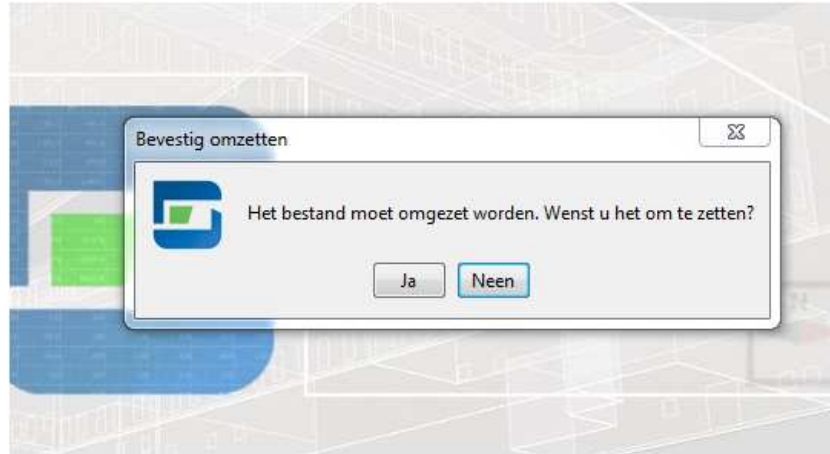 Bevestig omzetten
Het bestand moet omgezet worden. Wenst u het om te zetten?
Ja
Neen